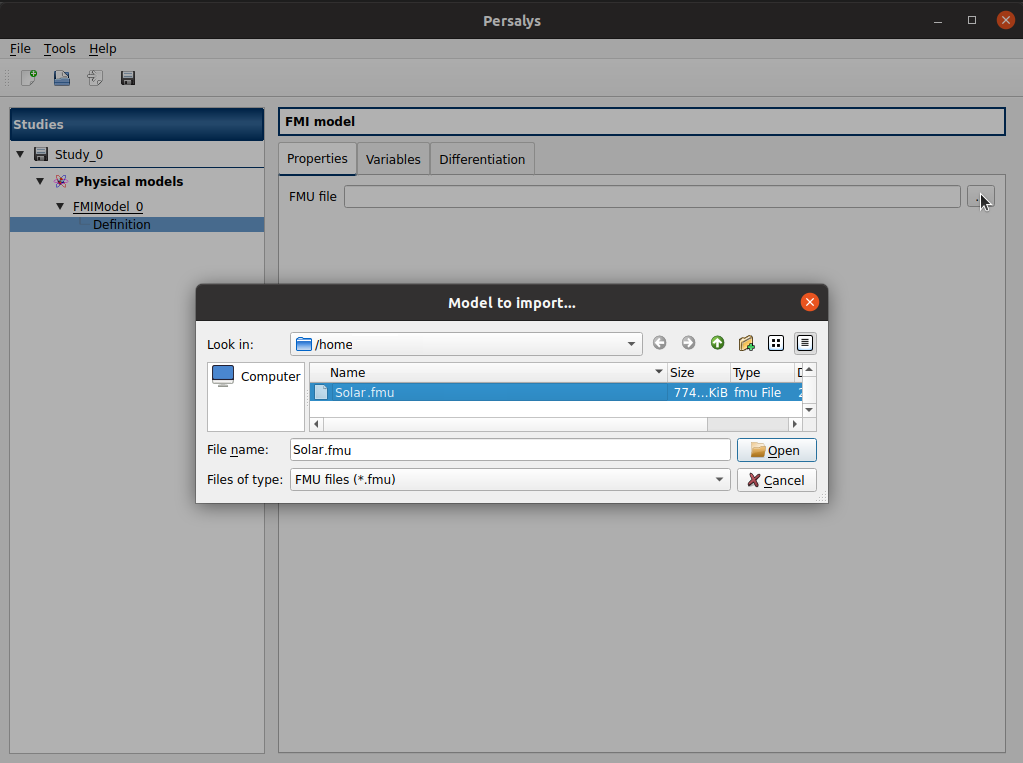 Persalys
File Tools Help
Studies
Study_0
Physical models
FMIModel_0
Definition
FMI model
Properties Variables Differentiation
FMU file
Model to import...
Look in: /home
Computer
Name Size Type
Solar.fmu 774...KiB fmu File
File name: Solar.fmu Open
Files of type: FMU files (*.fmu) Cancel